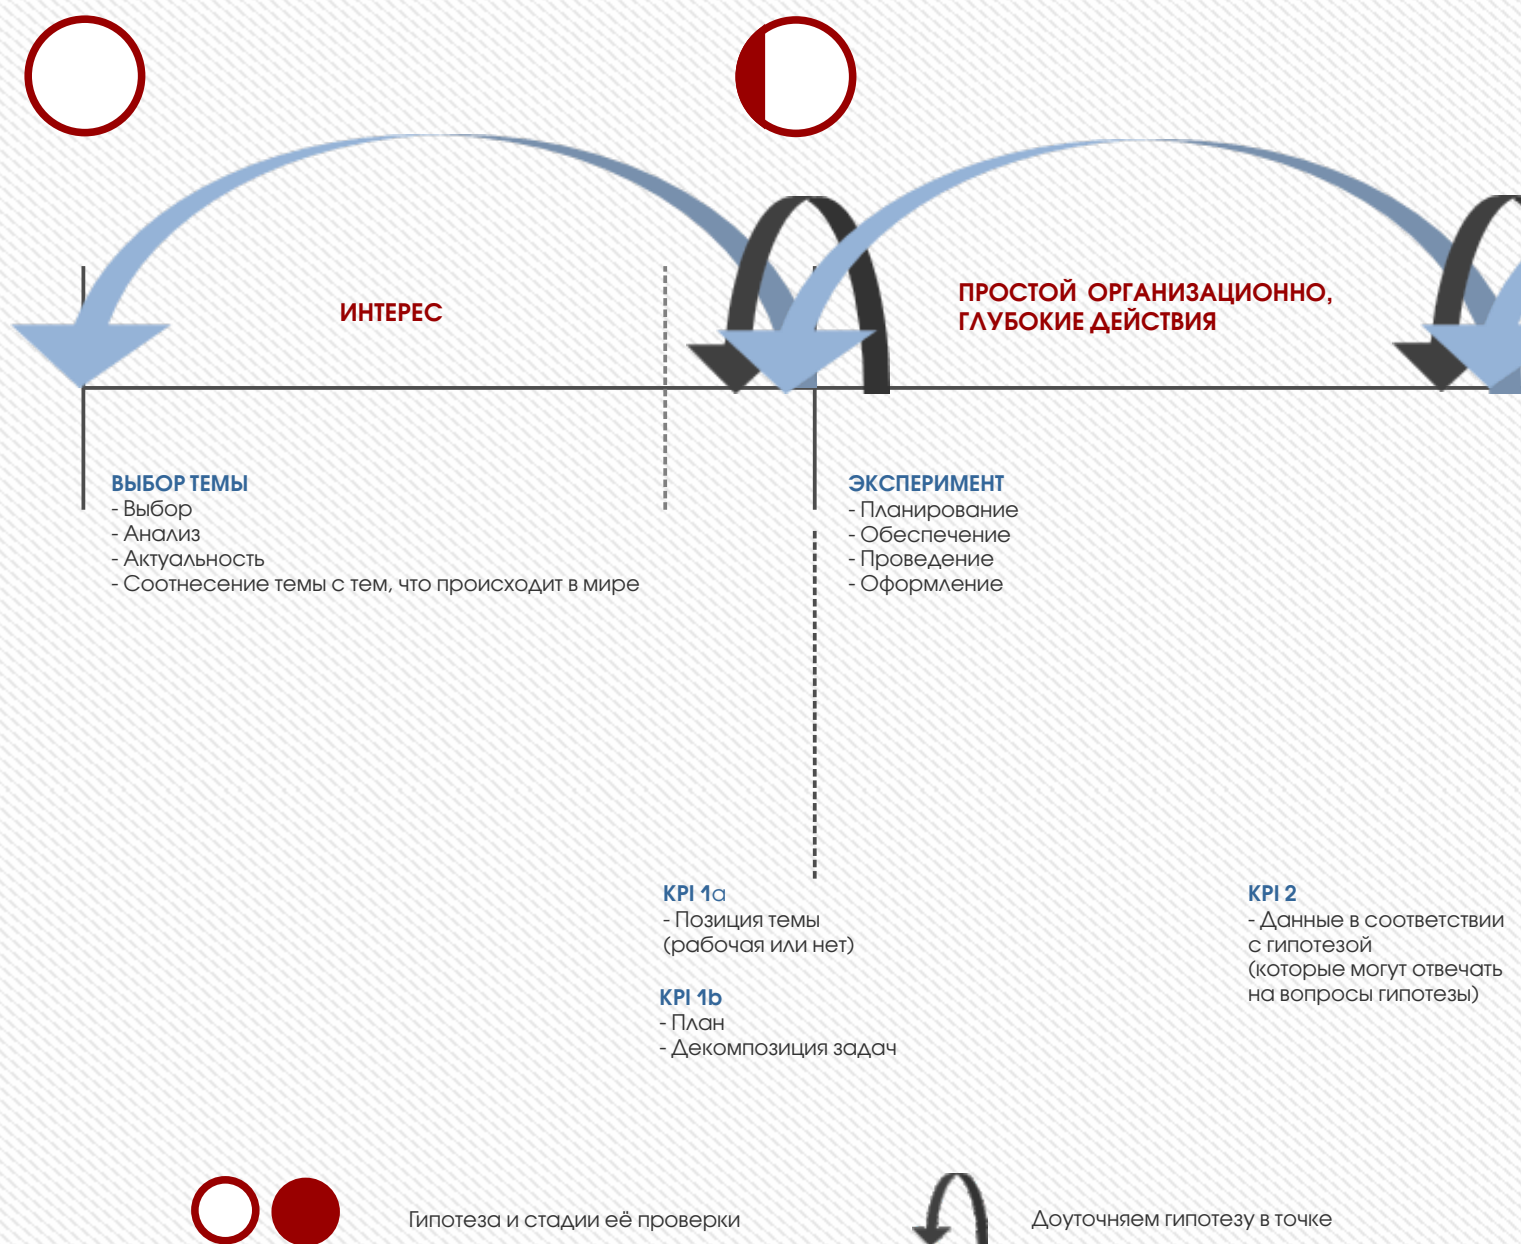 ИНТЕРЕС
ПРОСТОЙ ОРГАНИЗАЦИОННО,
ГЛУБОКИЕ ДЕЙСТВИЯ
ВЫБОР ТЕМЫ
- Выбор
- Анализ
- Актуальность
- Соотнесение темы с тем, что происходит в мире
ЭКСПЕРИМЕНТ
- Планирование
- Обеспечение
- Проведение
- Оформление
KPI 1a
- Позиция темы
(рабочая или нет)
KPI 1b
- План
- Декомпозиция задач
KPI 2
- Данные в соответствии
с гипотезой
(которые могут отвечать
на вопросы гипотезы)
Гипотеза и стадии её проверки
Доуточняем гипотезу в точке